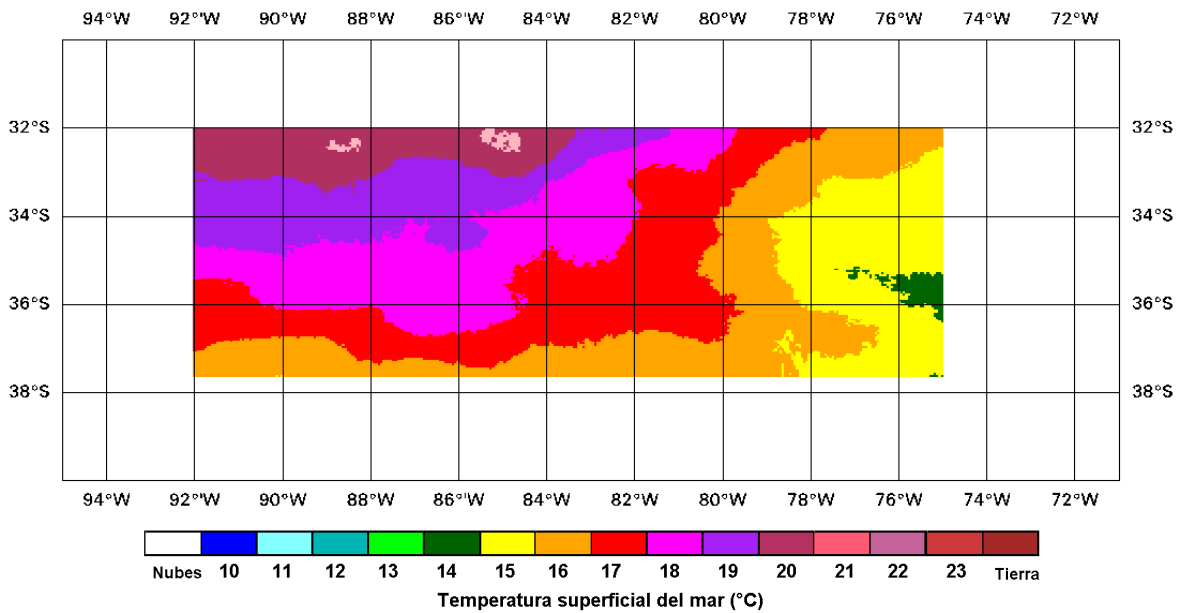 94°W 92°W 90°W 88°W 86°W 84°W 82°W 80°W 78°W 76°W 74°W 72°W
32°S 32°S
34°S 34°S
36°S 36°S
38°S 38°S
94°W 92°W 90°W 88°W 86°W 84°W 82°W 80°W 78°W 76°W 74°W 72°W
Nubes 10 11 12 13 14 15 16 17 18 19 20 21 22 23 Tierra
Temperatura superficial del mar (°C)